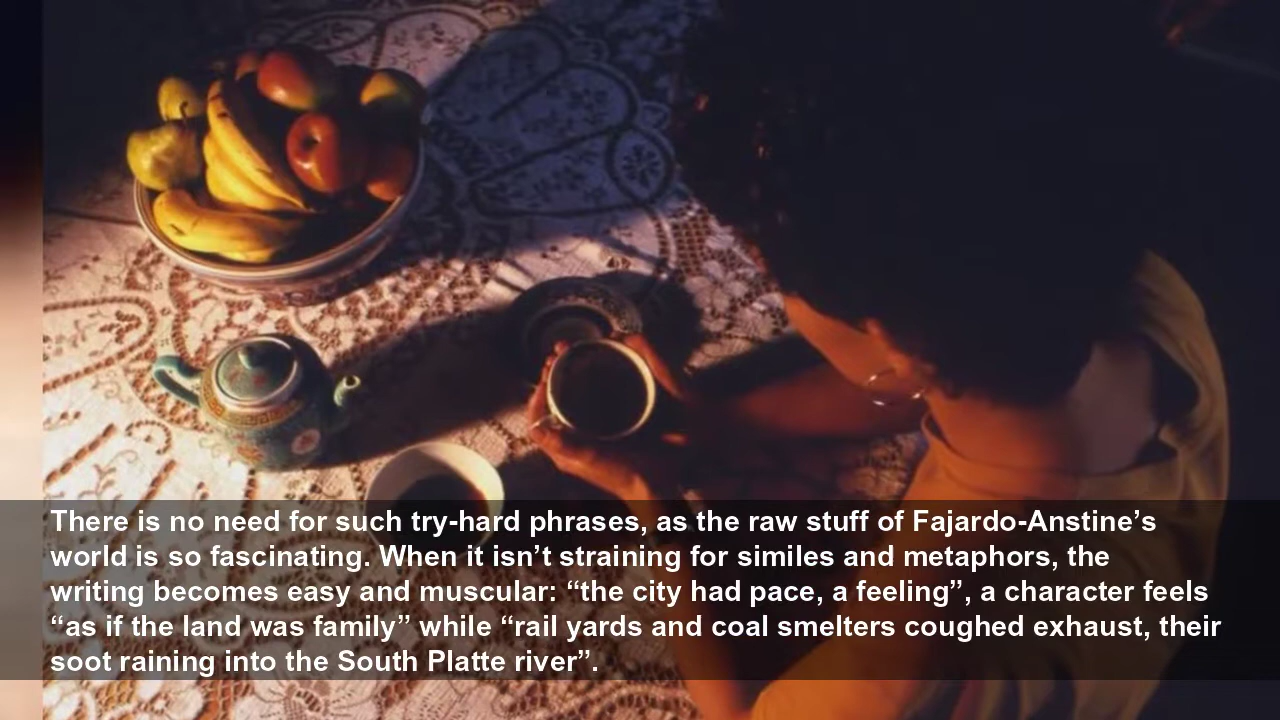 There is no need for such try-hard phrases, as the raw stuff of Fajardo-Anstine’s
world is so fascinating. When it isn’t straining for similes and metaphors, the
writing becomes easy and muscular: “the city had pace, a feeling”, a character feels
“as if the land was family” while “rail yards and coal smelters coughed exhaust, their
soot raining into the South Platte river”.